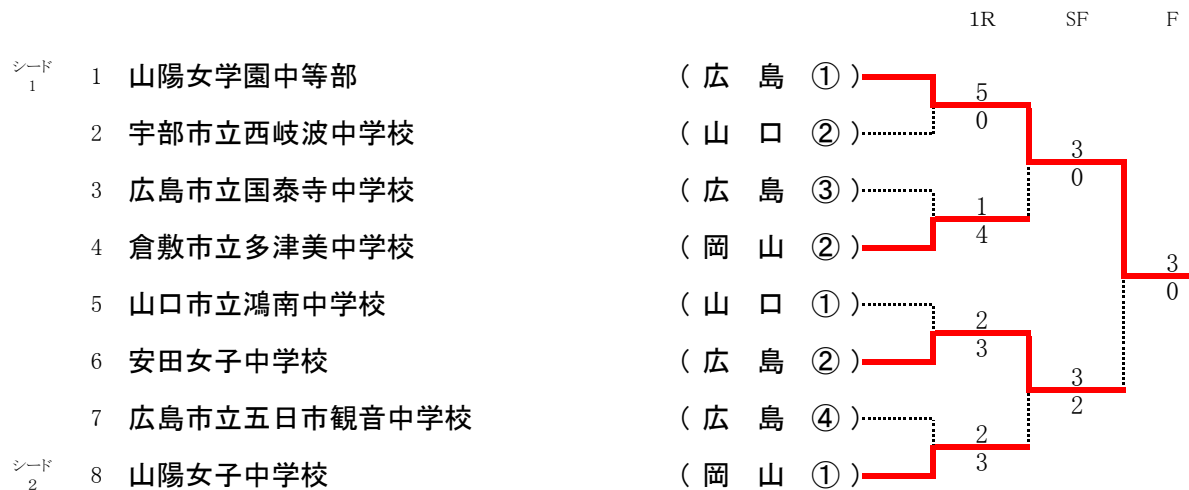 1R SF F
シード
1
1 山陽女学園中等部 ( 広 島 ① )
5
0
2 宇部市立西岐波中学校 ( 山 口 ② )
3
0
3 広島市立国泰寺中学校 ( 広 島 ③ )
1
4
4 倉敷市立多津美中学校 ( 岡 山 ② )
3
0
5 山口市立鴻南中学校 ( 山 口 ① )
2
3
6 安田女子中学校 ( 広 島 ② )
3
2
7 広島市立五日市観音中学校 ( 広 島 ④ )
2
3
シード
2
8 山陽女子中学校 ( 岡 山 ① )